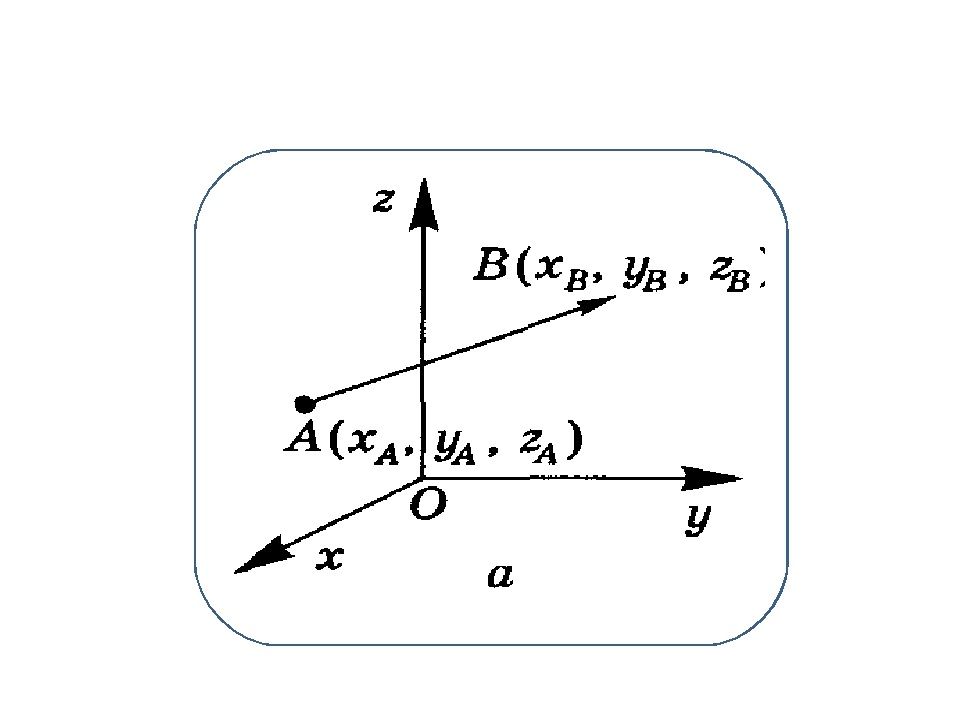 z
B(x_B, y_B, z_B)
A(x_A, y_A, z_A)
O
y
x
a